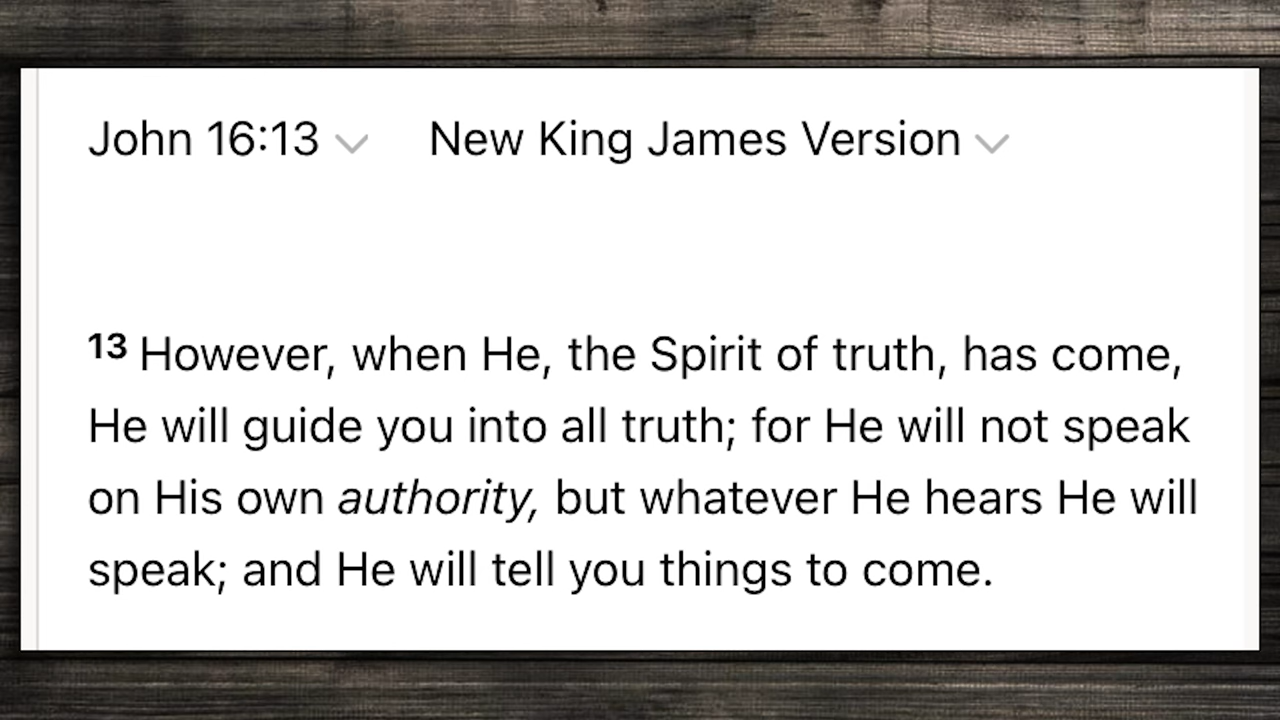 John 16:13 New King James Version
13 However, when He, the Spirit of truth, has come,
He will guide you into all truth; for He will not speak
on His own authority, but whatever He hears He will
speak; and He will tell you things to come.